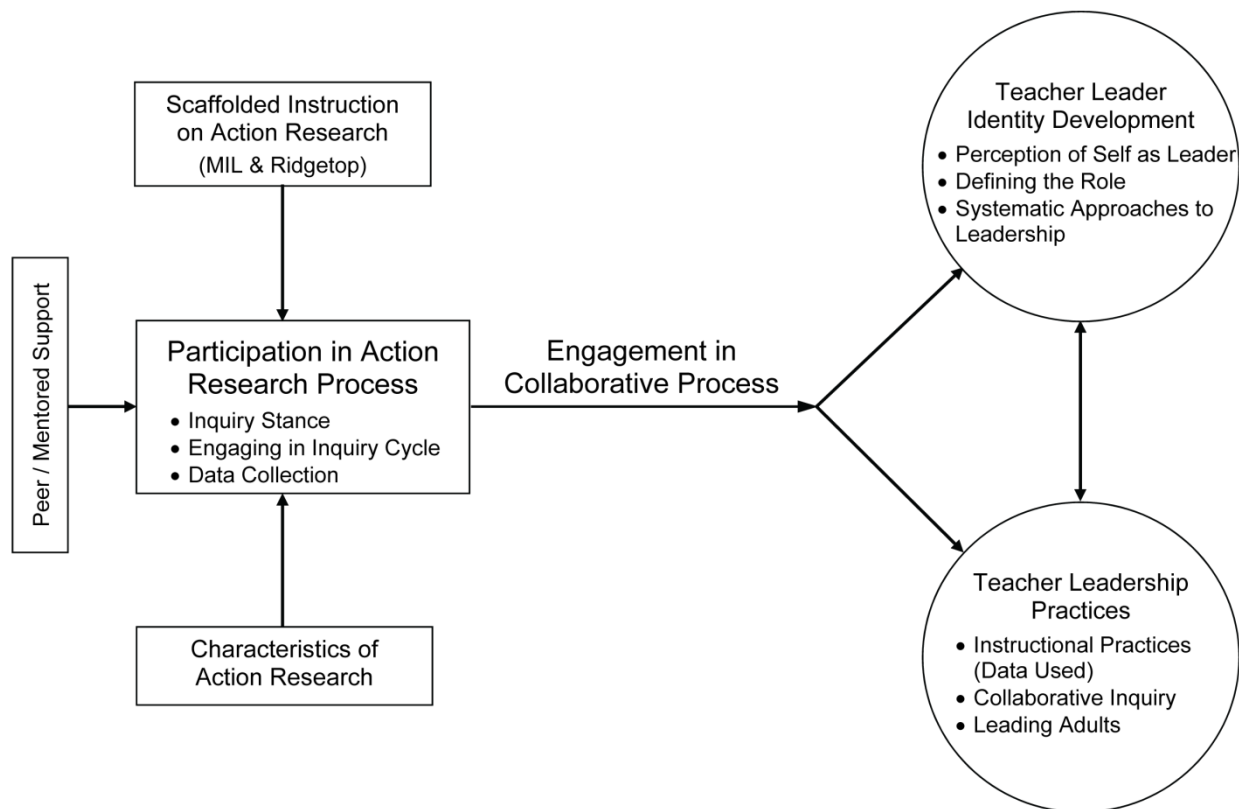 Scaffolded Instruction
on Action Research
(MIL & Ridgetop)
Peer / Mentored Support
Participation in Action
Research Process
• Inquiry Stance
• Engaging in Inquiry Cycle
• Data Collection
Characteristics of
Action Research
Engagement in
Collaborative Process
Teacher Leader
Identity Development
• Perception of Self as Leader
• Defining the Role
• Systematic Approaches to
Leadership
Teacher Leadership
Practices
• Instructional Practices
(Data Used)
• Collaborative Inquiry
• Leading Adults